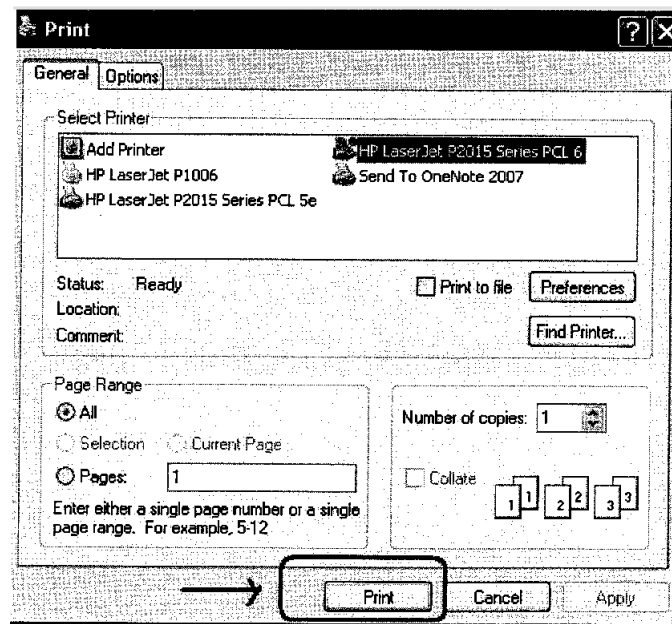 Print
General Options
Select Printer
Add Printer HP LaserJet P2015 Series PCL 6
HP LaserJet P1006 Send To OneNote 2007
HP LaserJet P2015 Series PCL 5e
Status: Ready Print to file Preferences
Location:
Comment: Find Printer...
Page Range
All Number of copies: 1
Selection Current Page
Pages: 1 Collate
1 1 2 2 3 3
Enter either a single page number or a single
page range. For example, 5-12
Print Cancel Apply